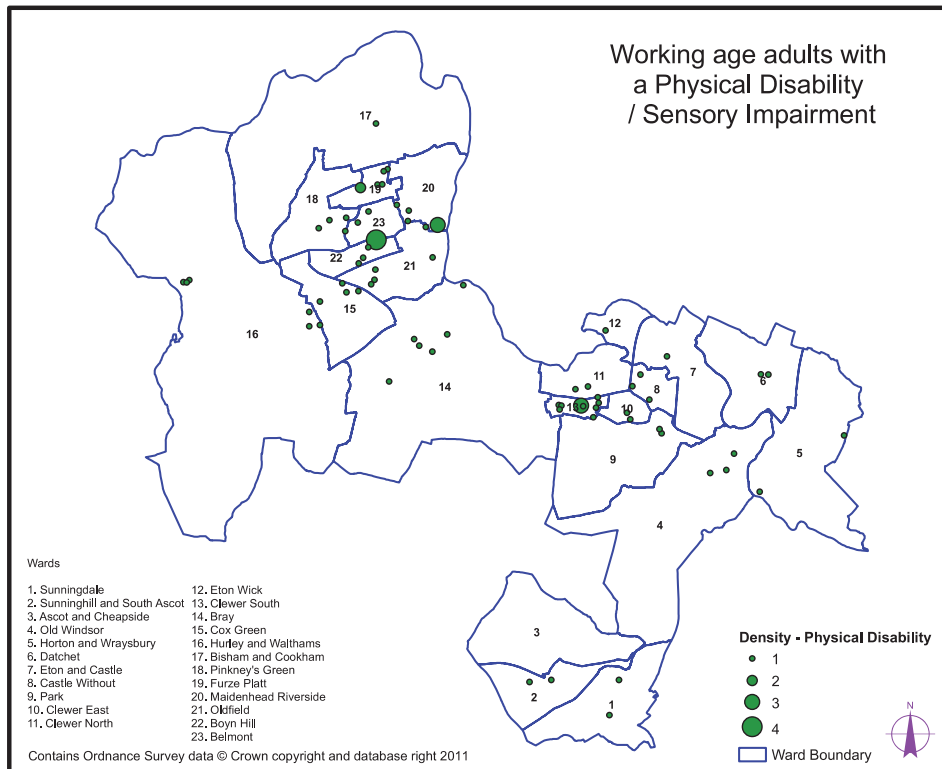 Working age adults with
a Physical Disability
/ Sensory Impairment
17
20
19
18
23
22
21
15
16
12
11
7
8
6
14
13
10
5
9
4
3
2
1
Wards
1. Sunningdale
2. Sunninghill and South Ascot
3. Ascot and Cheapside
4. Old Windsor
5. Horton and Wraysbury
6. Datchet
7. Eton and Castle
8. Castle Without
9. Park
10. Clewer East
11. Clewer North
12. Eton Wick
13. Clewer South
14. Bray
15. Cox Green
16. Hurley and Walthams
17. Bisham and Cookham
18. Pinkney's Green
19. Furze Platt
20. Maidenhead Riverside
21. Oldfield
22. Boyn Hill
23. Belmont
Density - Physical Disability
1
2
3
4
Ward Boundary
N
Contains Ordnance Survey data © Crown copyright and database right 2011